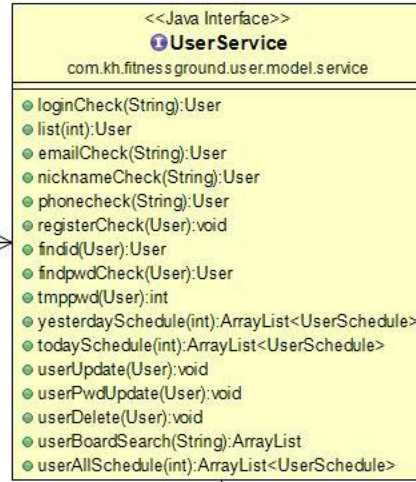 <<Java Interface>>
UserService
com.kh.fitnessground.user.model.service
loginCheck(String):User
list(int):User
emailCheck(String):User
nicknameCheck(String):User
phonecheck(String):User
registerCheck(User):void
findid(User):User
findpwdCheck(User):User
tmppwd(User):int
yesterdaySchedule(int):ArrayList<UserSchedule>
todaySchedule(int):ArrayList<UserSchedule>
userUpdate(User):void
userPwdUpdate(User):void
userDelete(User):void
userBoardSearch(String):ArrayList
userAllSchedule(int):ArrayList<UserSchedule>